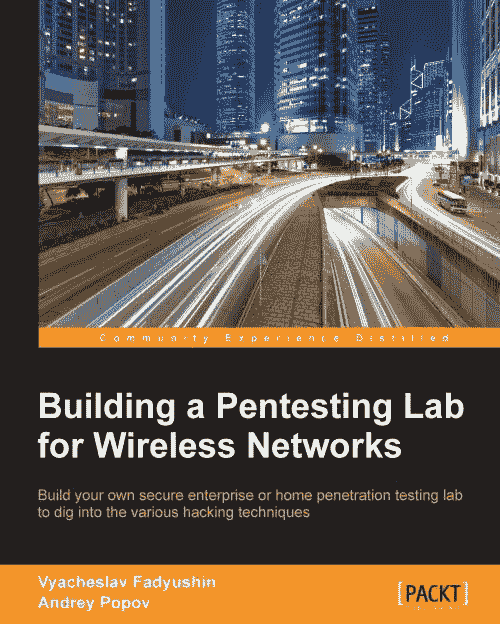 Community Experience Distilled
Building a Pentesting Lab
for Wireless Networks
Build your own secure enterprise or home penetration testing lab
to dig into the various hacking techniques
Vyacheslav Fadyushin
Andrey Popov
[PACKT]